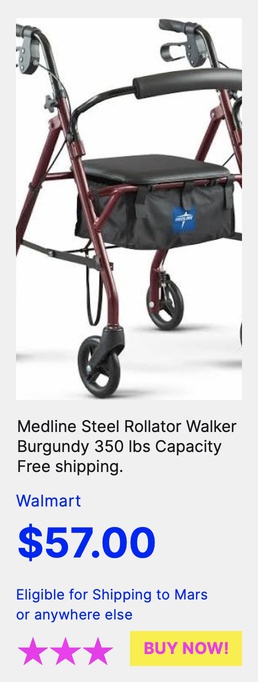 MEDLINE
Medline Steel Rollator Walker
Burgundy 350 lbs Capacity
Free shipping.
Walmart
$57.00
Eligible for Shipping to Mars
or anywhere else
BUY NOW!